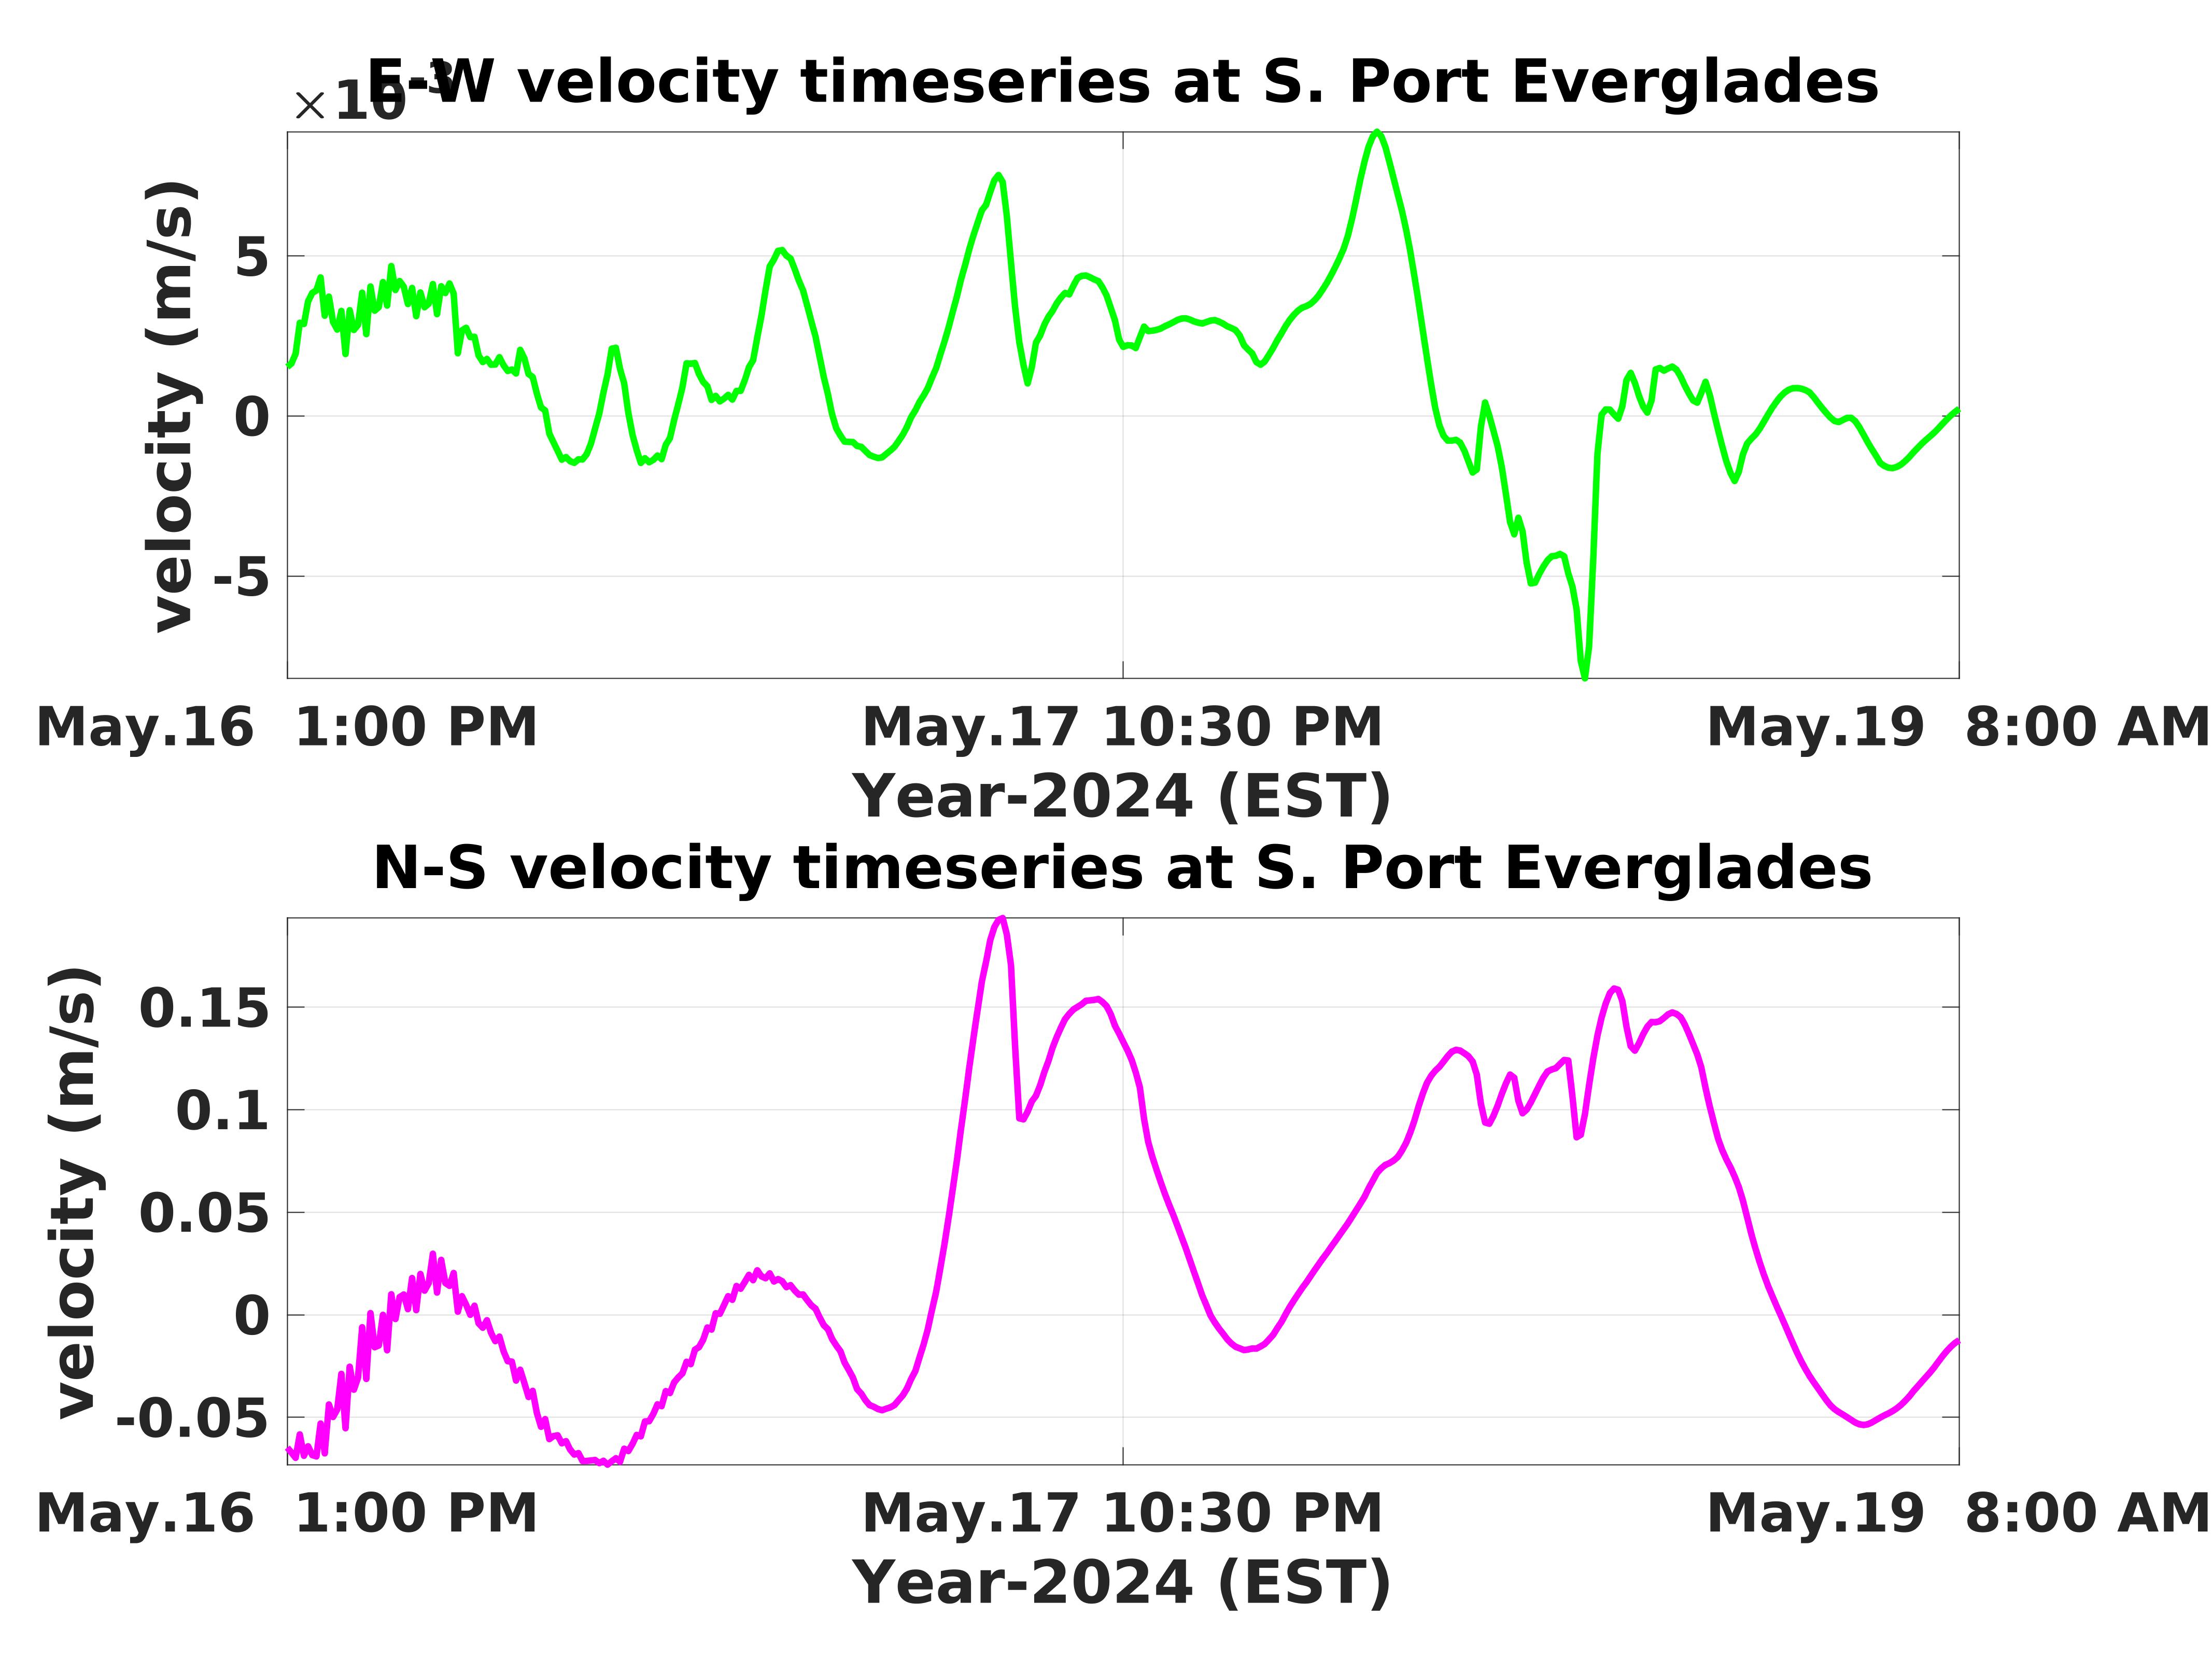 E-W velocity timeseries at S. Port Everglades
×10-3
velocity (m/s)
5
0
-5
May.16 1:00 PM
May.17 10:30 PM
May.19 8:00 AM
Year-2024 (EST)
N-S velocity timeseries at S. Port Everglades
velocity (m/s)
0.15
0.1
0.05
0
-0.05
May.16 1:00 PM
May.17 10:30 PM
May.19 8:00 AM
Year-2024 (EST)